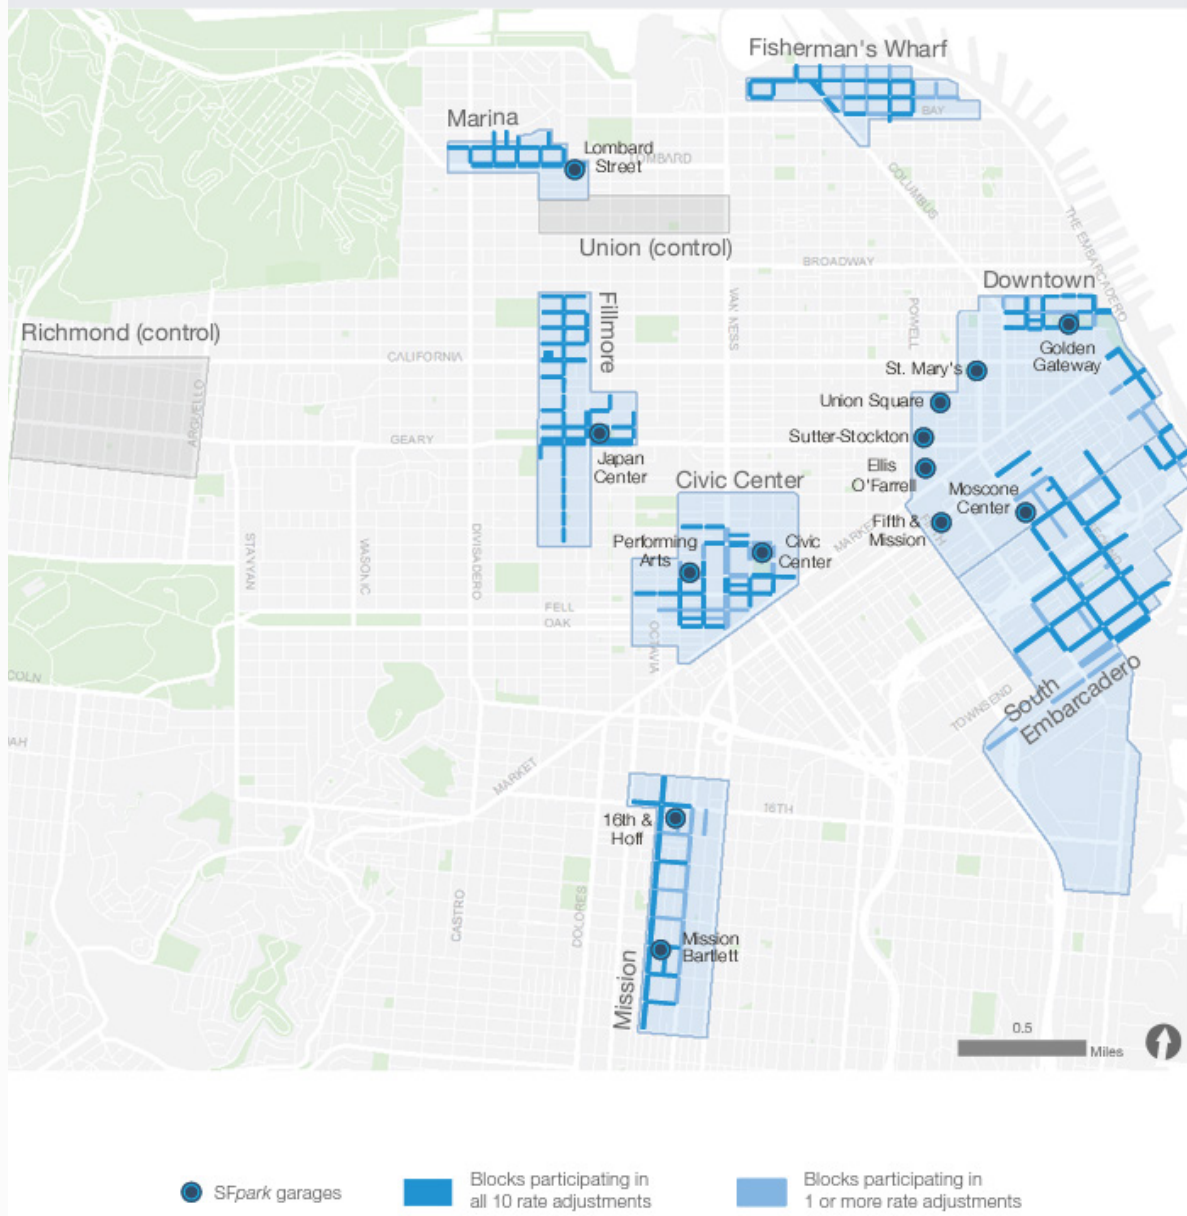 Fisherman's Wharf
BAY
Marina
Lombard
Street
LOMBARD
COLUMBUS
THE EMBARCADERO
Union (control)
BROADWAY
Downtown
VAN NESS
POWELL
Fillmore
Richmond (control)
CALIFORNIA
Golden
Gateway
St. Mary's
ARGUELLO
Union Square
GEARY
Sutter-Stockton
Japan
Center
Ellis
O'Farrell
Civic Center
Moscone
Center
Fifth &
Mission
MARKET
Performing
Arts
Civic
Center
STANYAN
MASONIC
DIVISADERO
FELL
OAK
OCTAVIA
COLN
TOWNSEND
South
Embarcadero
MARKET
16TH
16th &
Hoff
CASTRO
DOLORES
Mission
Bartlett
Mission
0.5
Miles
SFpark garages
Blocks participating in
all 10 rate adjustments
Blocks participating in
1 or more rate adjustments